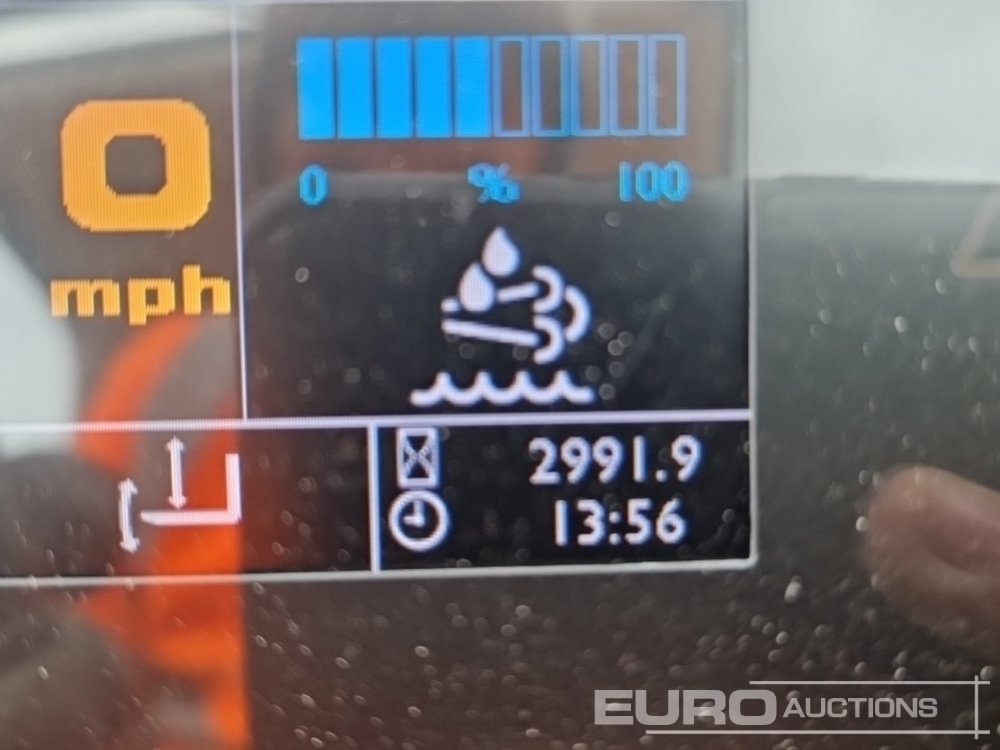 0
mph
0 % 100
2991.9
13:56
EURO AUCTIONS